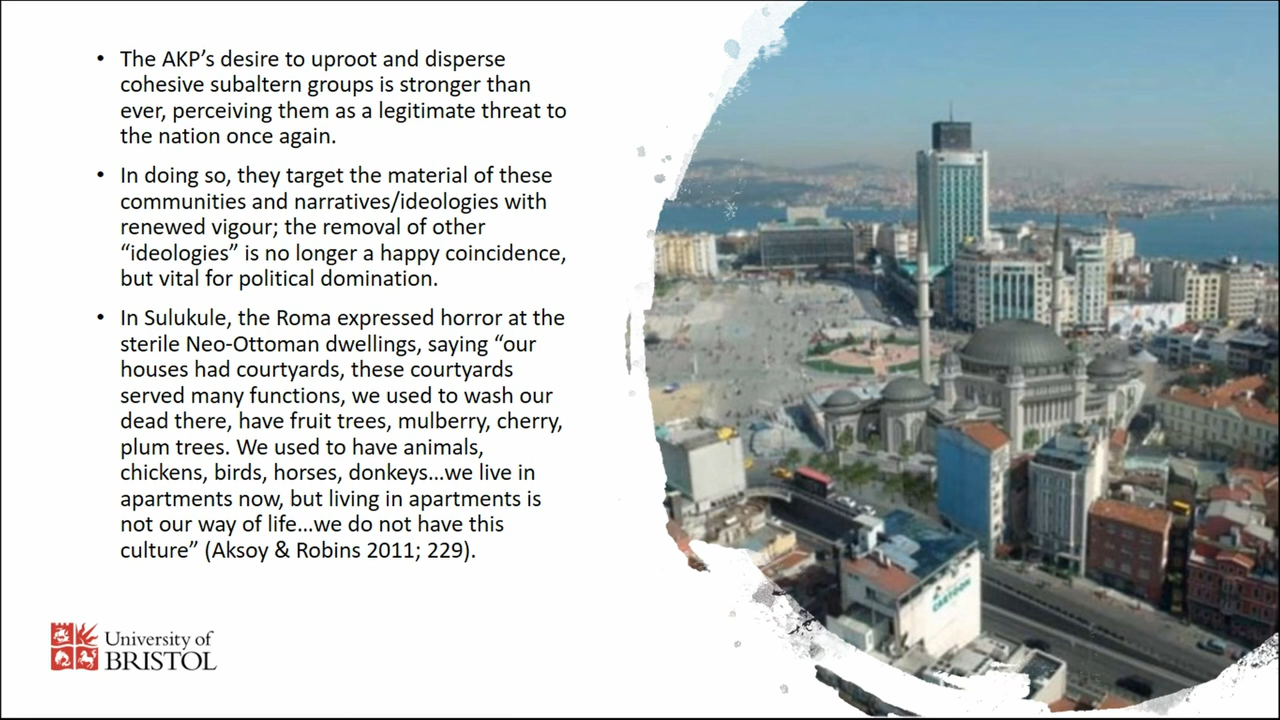 • The AKP’s desire to uproot and disperse
cohesive subaltern groups is stronger than
ever, perceiving them as a legitimate threat to
the nation once again.
• In doing so, they target the material of these
communities and narratives/ideologies with
renewed vigour; the removal of other
“ideologies” is no longer a happy coincidence,
but vital for political domination.
• In Sulukule, the Roma expressed horror at the
sterile Neo-Ottoman dwellings, saying “our
houses had courtyards, these courtyards
served many functions, we used to wash our
dead there, have fruit trees, mulberry, cherry,
plum trees. We used to have animals,
chickens, birds, horses, donkeys…we live in
apartments now, but living in apartments is
not our way of life…we do not have this
culture” (Aksoy & Robins 2011; 229).
University of
BRISTOL
CARTOON